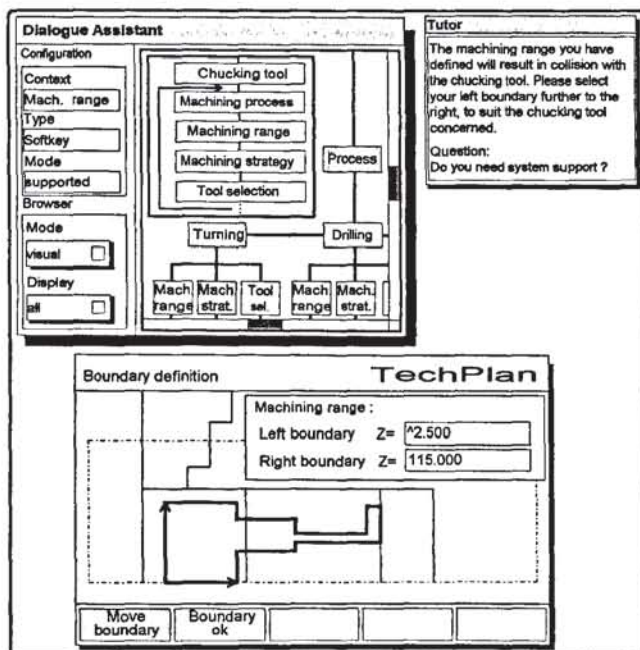 Dialogue Assistant
Configuration
Context
Mach. range
Type
Softkey
Mode
supported
Browser
Mode
visual
Display
all
Chucking tool
Machining process
Machining range
Machining strategy
Tool selection
Process
Turning
Drilling
Mach.
range
Mach.
strat.
Tool
sel.
Mach.
range
Mach.
strat.
Tutor
The machining range you have
defined will result in collision with
the chucking tool. Please select
your left boundary further to the
right, to suit the chucking tool
concerned.
Question:
Do you need system support ?
Boundary definition
TechPlan
Machining range :
Left boundary Z= ^2.500
Right boundary Z= 115.000
Move
boundary
Boundary
ok